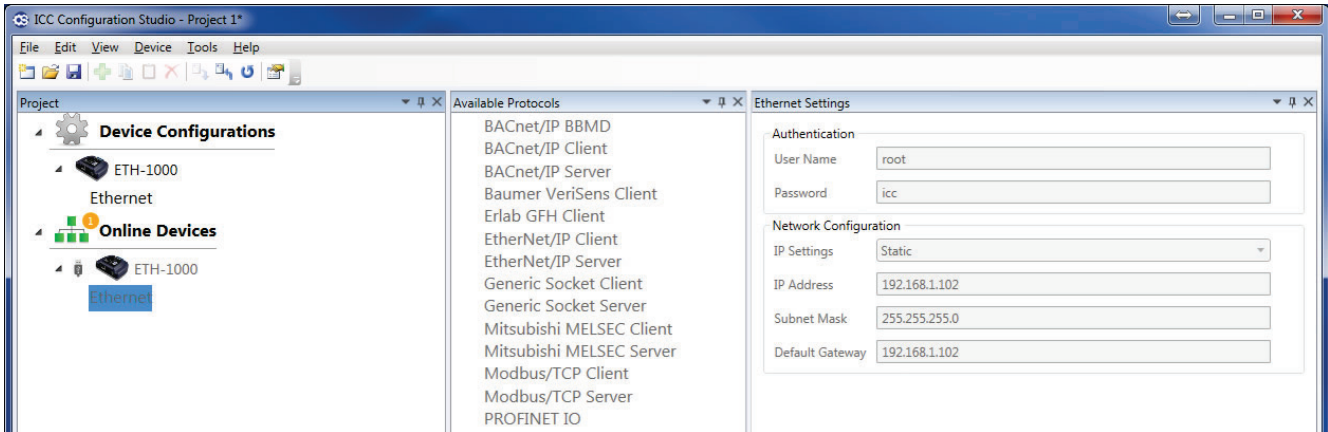 ICC Configuration Studio - Project 1*
File Edit View Device Tools Help
Project
Device Configurations
ETH-1000
Ethernet
1
Online Devices
ETH-1000
Ethernet
Available Protocols
BACnet/IP BBMD
BACnet/IP Client
BACnet/IP Server
Baumer VeriSens Client
Erlab GFH Client
EtherNet/IP Client
EtherNet/IP Server
Generic Socket Client
Generic Socket Server
Mitsubishi MELSEC Client
Mitsubishi MELSEC Server
Modbus/TCP Client
Modbus/TCP Server
PROFINET IO
Ethernet Settings
Authentication
User Name root
Password icc
Network Configuration
IP Settings Static
IP Address 192.168.1.102
Subnet Mask 255.255.255.0
Default Gateway 192.168.1.102